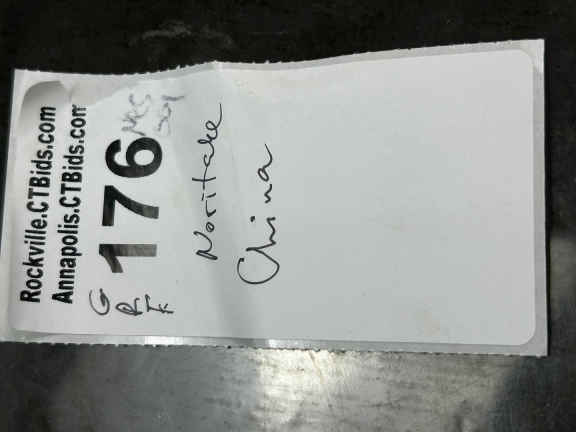 Rockville.CTBids.com
Annapolis.CTBids.com
G
R
176
Noritake
China